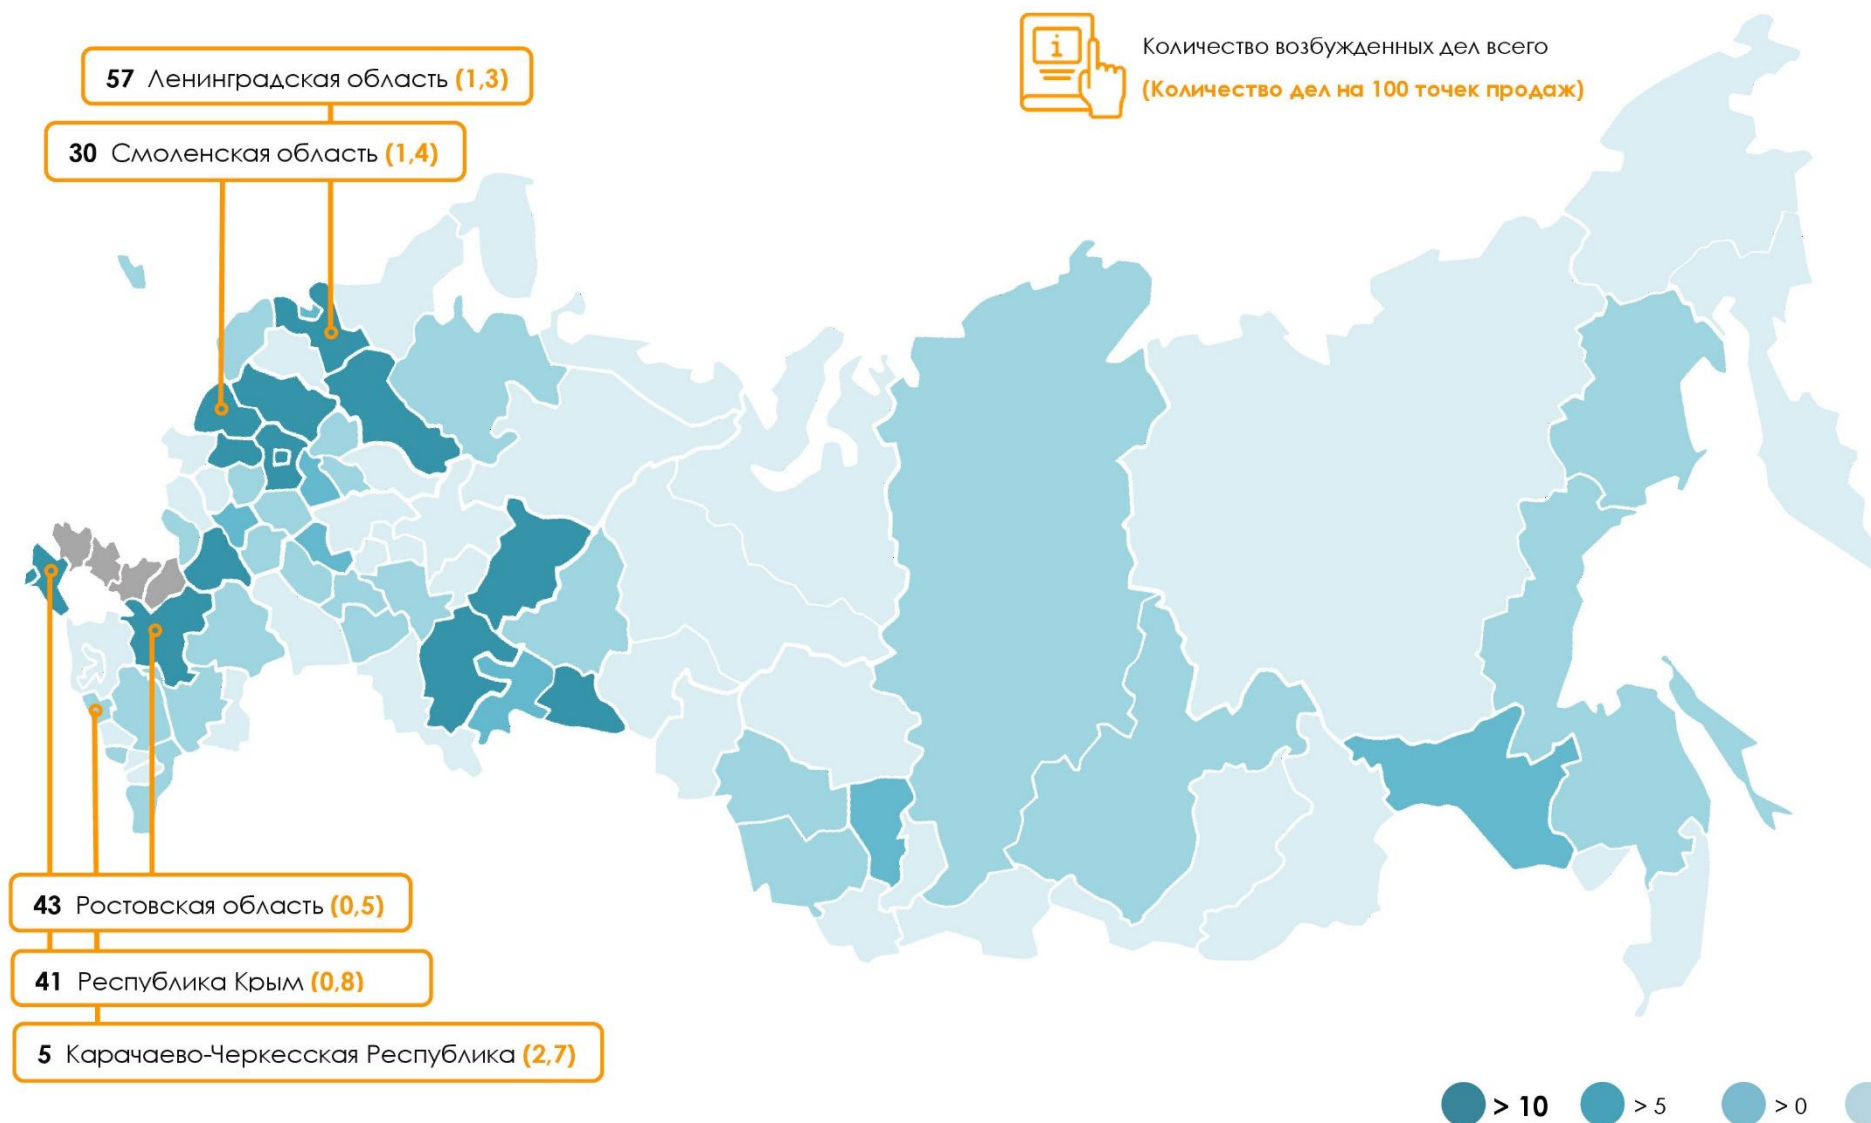 Количество возбужденных дел всего
(Количество дел на 100 точек продаж)
57 Ленинградская область (1,3)
30 Смоленская область (1,4)
43 Ростовская область (0,5)
41 Республика Крым (0,8)
5 Карачаево-Черкесская Республика (2,7)
> 10 > 5 > 0